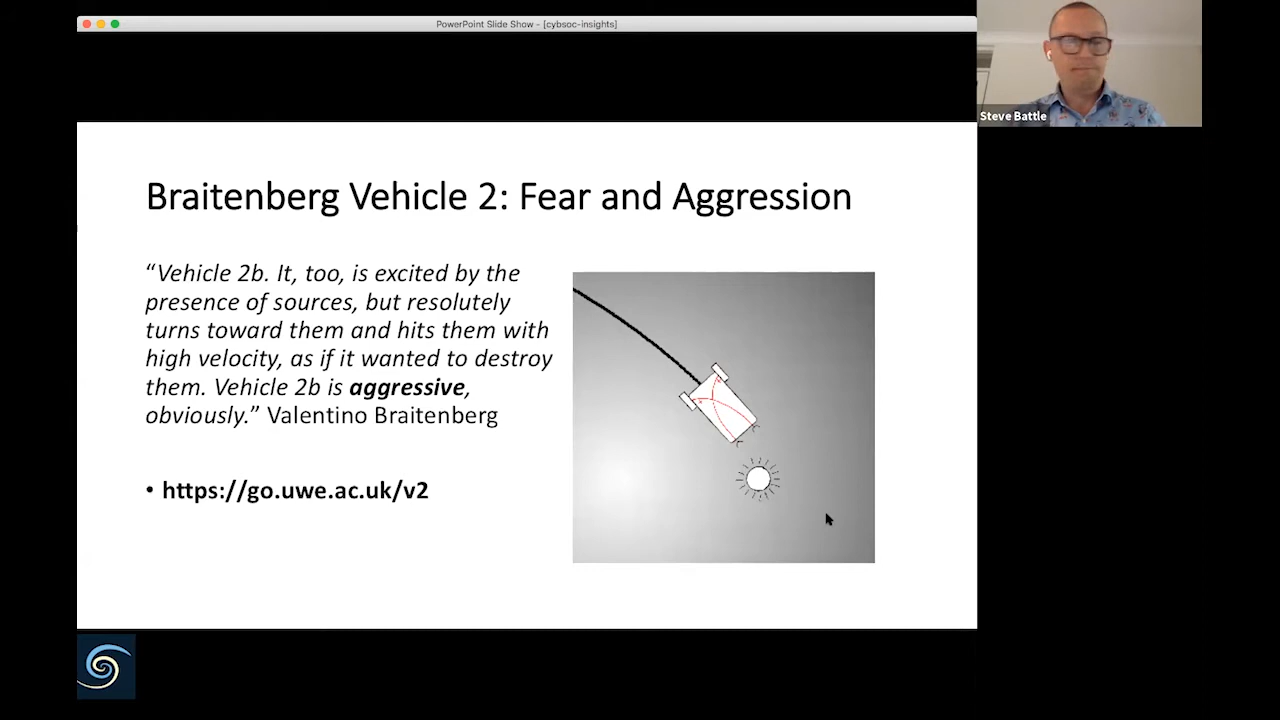 PowerPoint Slide Show - [cybsoc-insights]
Steve Battle
Braitenberg Vehicle 2: Fear and Aggression
“Vehicle 2b. It, too, is excited by the
presence of sources, but resolutely
turns toward them and hits them with
high velocity, as if it wanted to destroy
them. Vehicle 2b is aggressive,
obviously.” Valentino Braitenberg
• https://go.uwe.ac.uk/v2